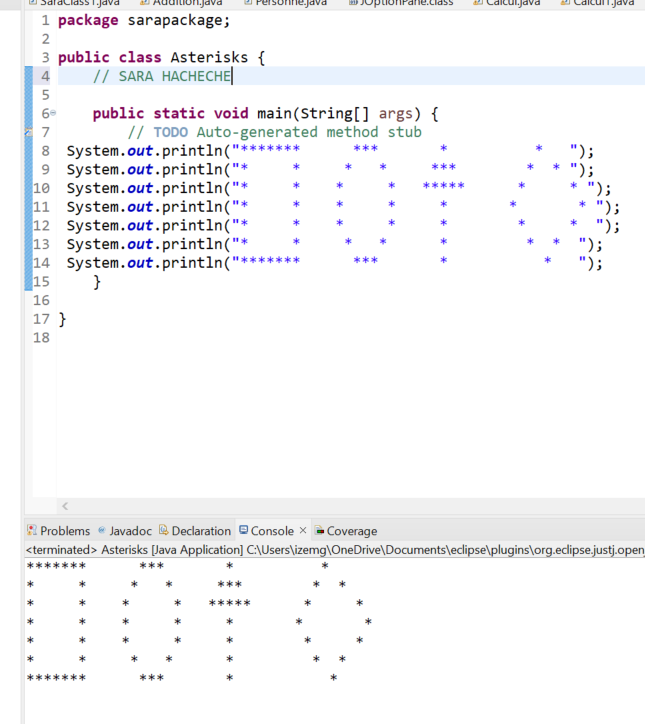 SaraClass1.java Addition.java Personne.java JOptionPane.class Calcul.java Calcul1.java
1 package sarapackage;
2
3 public class Asterisks {
4     // SARA HACHECHE
5
6     public static void main(String[] args) {
7         // TODO Auto-generated method stub
8  System.out.println("*******      ***       *          *   ");
9  System.out.println("*     *     *   *     ***        *  * ");
10  System.out.println("*     *    *     *   *****      *     * ");
11  System.out.println("*     *    *     *     *       *       * ");
12  System.out.println("*     *    *     *     *        *     *  ");
13  System.out.println("*     *     *   *      *         *  *  ");
14  System.out.println("*******      ***       *           *   ");
15     }
16
17 }
18
Problems Javadoc Declaration Console × Coverage
<terminated> Asterisks [Java Application] C:\Users\izemg\OneDrive\Documents\eclipse\plugins\org.eclipse.justj.open
*******      ***       *          *
*     *     *   *     ***        *  *
*     *    *     *   *****      *     *
*     *    *     *     *       *       *
*     *    *     *     *        *     *
*     *     *   *      *         *  *
*******      ***       *           *